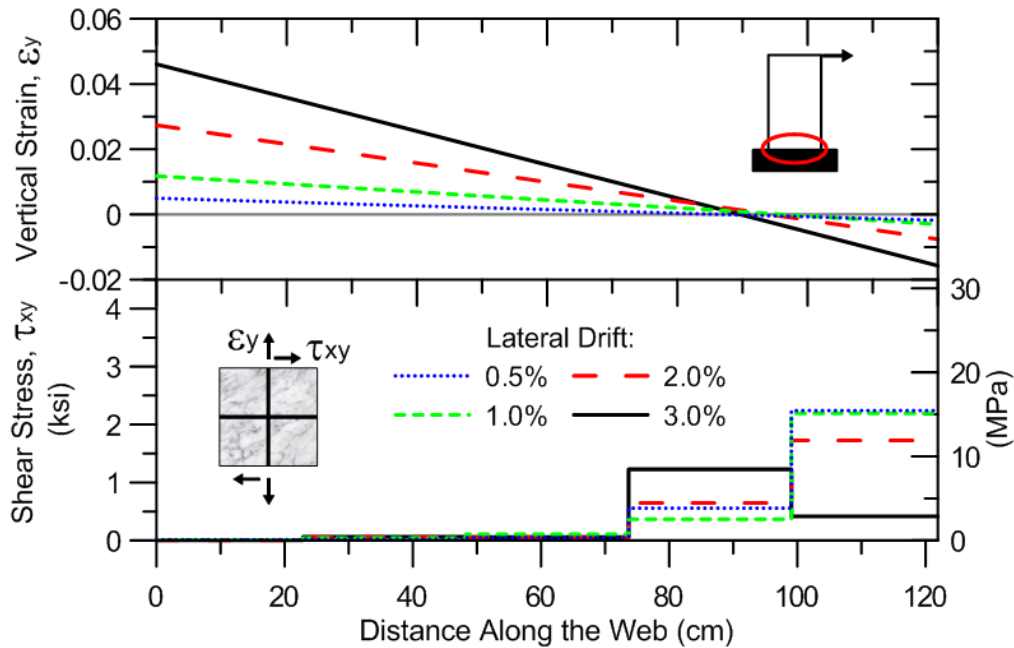 0.06
0.04
0.02
0
-0.02
Vertical Strain, εy
4
3
2
1
0
Shear Stress, τxy
(ksi)
30
20
10
0
(MPa)
εy
τxy
Lateral Drift:
0.5%
2.0%
1.0%
3.0%
0 20 40 60 80 100 120
Distance Along the Web (cm)